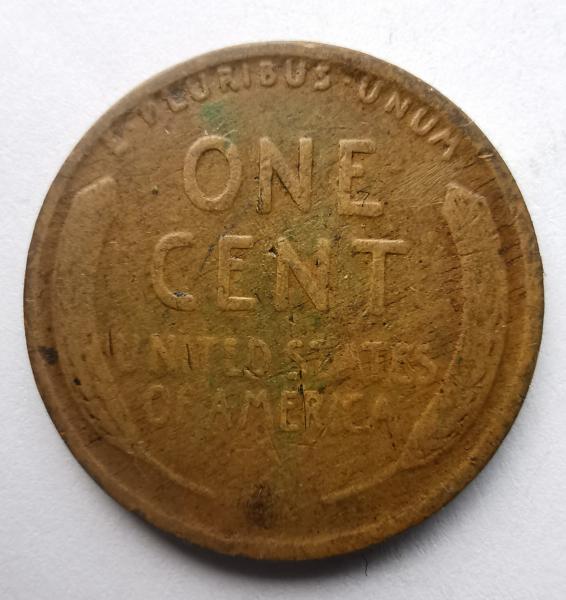 E·PLURIBUS·UNUM
ONE
CENT
UNITED STATES
OF AMERICA